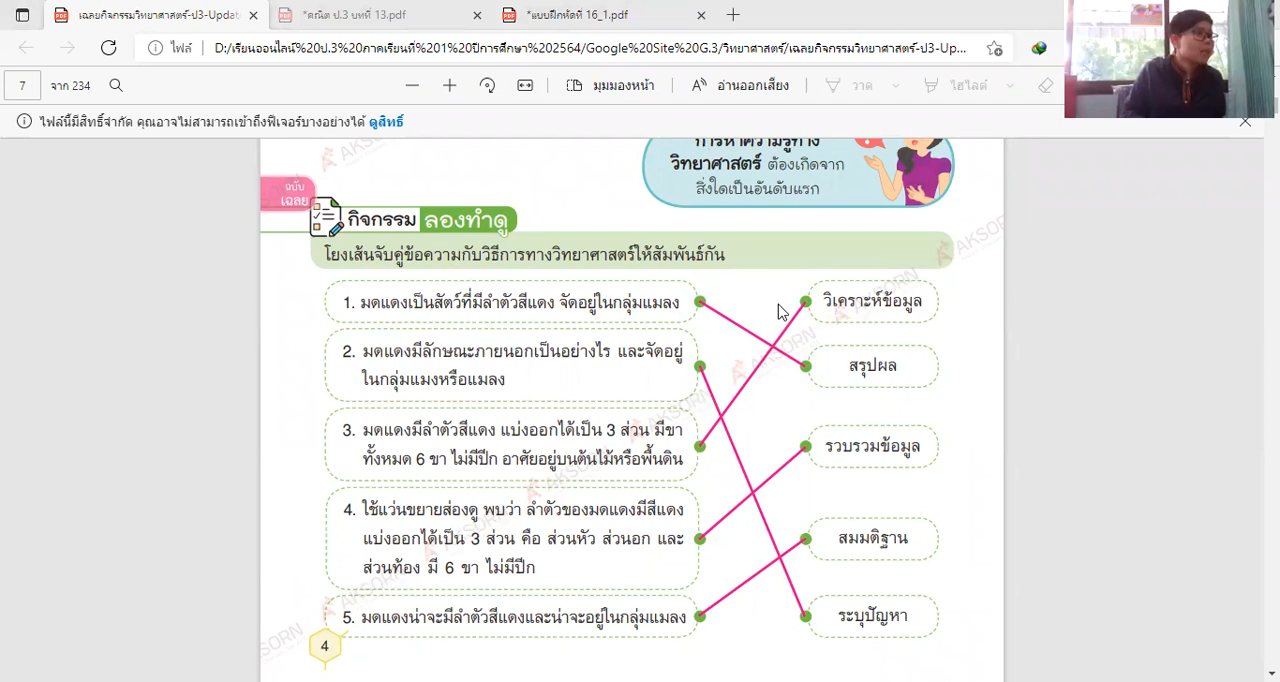 เฉลยกิจกรรมวิทยาศาสตร์-ป3-Updat
*คณิต ป.3 บทที่ 13.pdf
*แบบฝึกหัดที่ 16_1.pdf
ไฟล์
D:/เรียนออนไลน์%20ป.3%20ภาคเรียนที่%201%20ปีการศึกษา%202564/Google%20Site%20G.3/วิทยาศาสตร์/เฉลยกิจกรรมวิทยาศาสตร์-ป3-Up...
7 จาก 234
มุมมองหน้า
อ่านออกเสียง
วาด
ไฮไลต์
ไฟล์นี้มีสิทธิ์จำกัด คุณอาจไม่สามารถเข้าถึงฟีเจอร์บางอย่างได้ ดูสิทธิ์
การหาความรู้ทาง
วิทยาศาสตร์ ต้องเกิดจาก
สิ่งใดเป็นอันดับแรก
ฉบับ
เฉลย
กิจกรรม ลองทำดู
โยงเส้นจับคู่ข้อความกับวิธีการทางวิทยาศาสตร์ให้สัมพันธ์กัน
1. มดแดงเป็นสัตว์ที่มีลำตัวสีแดง จัดอยู่ในกลุ่มแมลง
วิเคราะห์ข้อมูล
2. มดแดงมีลักษณะภายนอกเป็นอย่างไร และจัดอยู่
ในกลุ่มแมงหรือแมลง
สรุปผล
3. มดแดงมีลำตัวสีแดง แบ่งออกได้เป็น 3 ส่วน มีขา
ทั้งหมด 6 ขา ไม่มีปีก อาศัยอยู่บนต้นไม้หรือพื้นดิน
รวบรวมข้อมูล
4. ใช้แว่นขยายส่องดู พบว่า ลำตัวของมดแดงมีสีแดง
แบ่งออกได้เป็น 3 ส่วน คือ ส่วนหัว ส่วนอก และ
ส่วนท้อง มี 6 ขา ไม่มีปีก
สมมติฐาน
5. มดแดงน่าจะมีลำตัวสีแดงและน่าจะอยู่ในกลุ่มแมลง
ระบุปัญหา
4
AKSORN
AKSORN
AKSORN
AKSORN
AKSORN
AKSORN
AKSORN
AKSORN
AKSORN